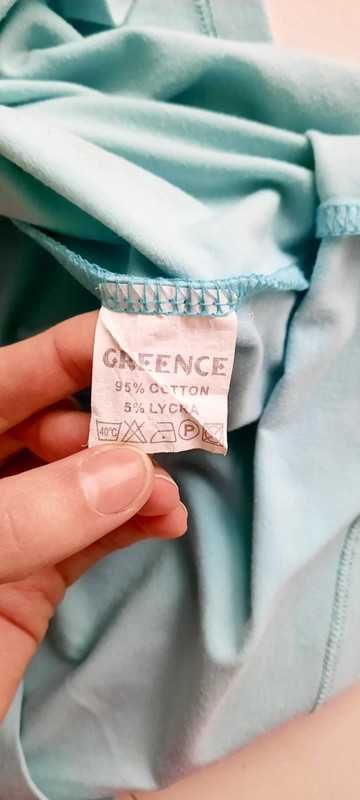 GREENCE
95% COTTON
5% LYCRA
40°C P